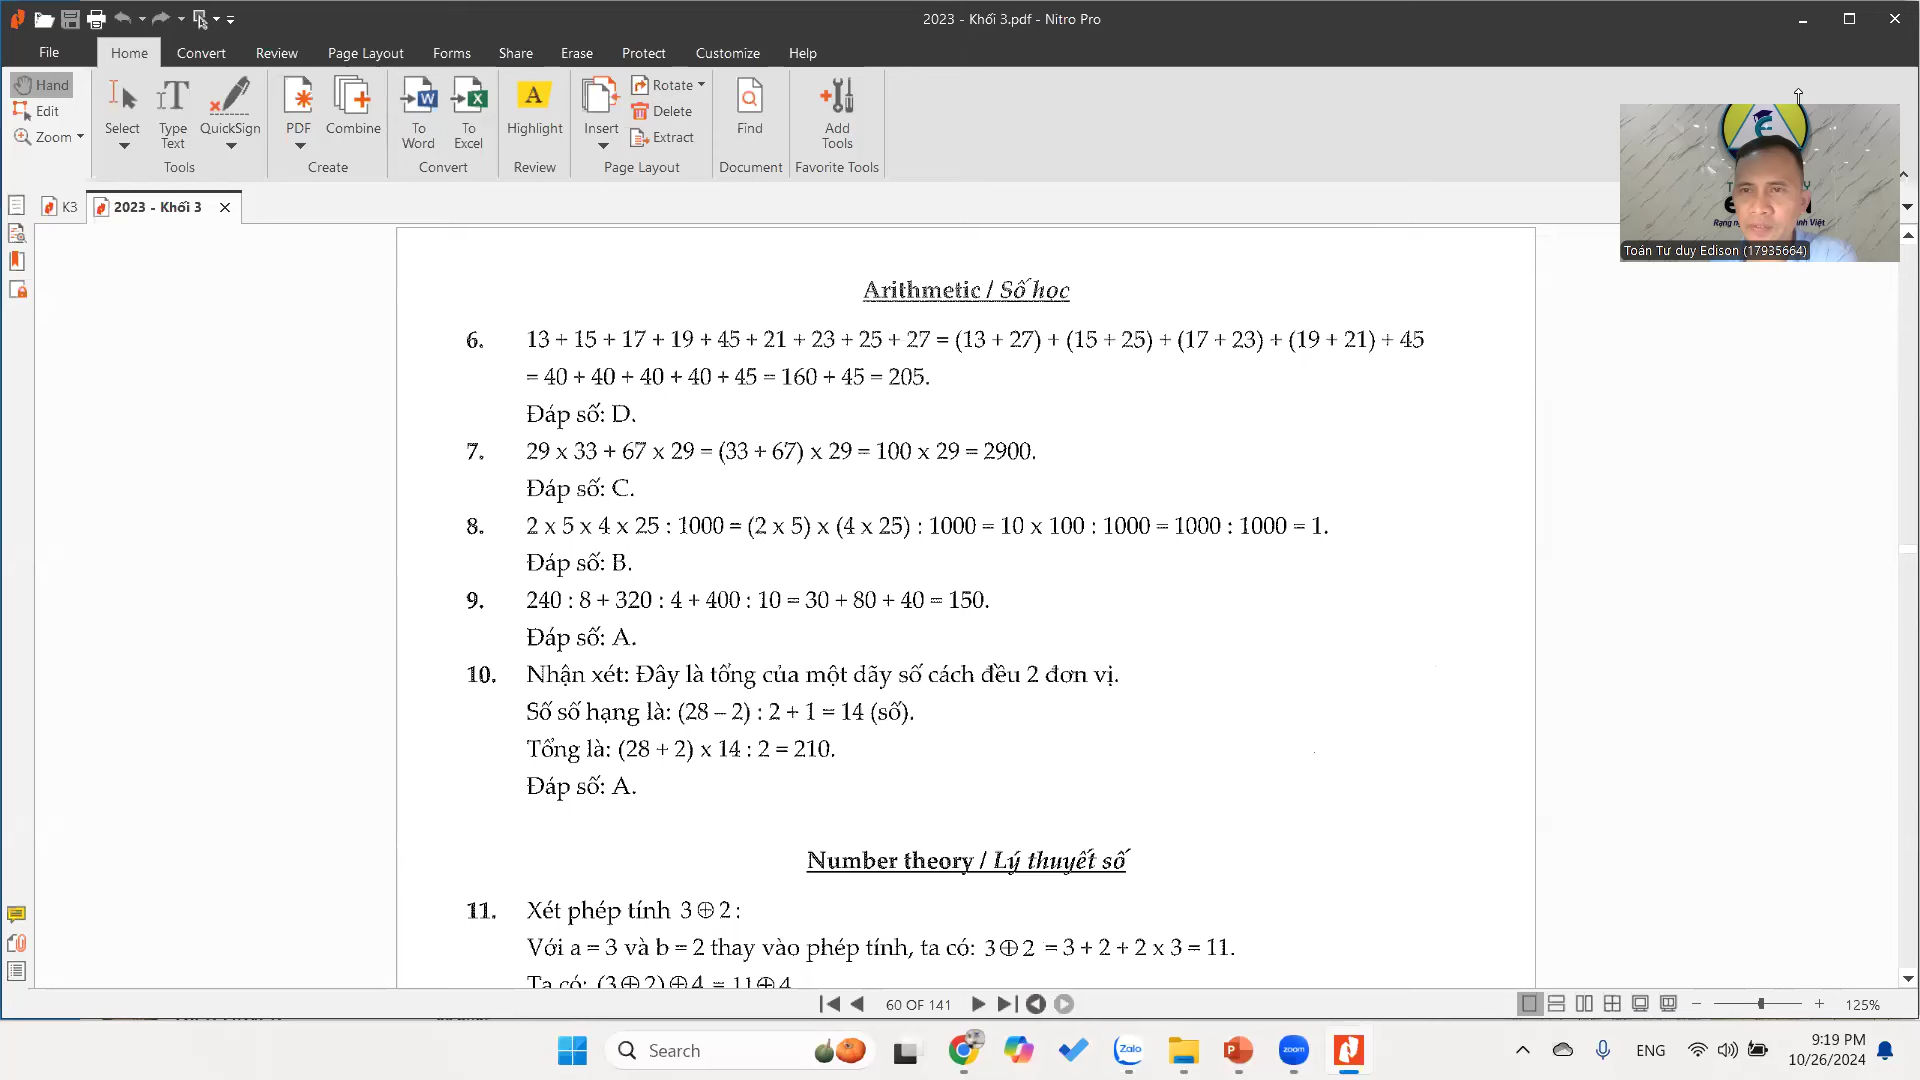 2023 - Khối 3.pdf - Nitro Pro
File Home Convert Review Page Layout Forms Share Erase Protect Customize Help
Hand
Edit
Zoom
Select
Type Text
QuickSign
Tools
PDF
Combine
Create
To Word
To Excel
Convert
Highlight
Review
Insert
Rotate
Delete
Extract
Page Layout
Find
Document
Add Tools
Favorite Tools
K3
2023 - Khối 3
Toán Tư duy Edison (17935664)
Arithmetic / Số học
6. 13 + 15 + 17 + 19 + 45 + 21 + 23 + 25 + 27 = (13 + 27) + (15 + 25) + (17 + 23) + (19 + 21) + 45
= 40 + 40 + 40 + 40 + 45 = 160 + 45 = 205.
Đáp số: D.
7. 29 x 33 + 67 x 29 = (33 + 67) x 29 = 100 x 29 = 2900.
Đáp số: C.
8. 2 x 5 x 4 x 25 : 1000 = (2 x 5) x (4 x 25) : 1000 = 10 x 100 : 1000 = 1000 : 1000 = 1.
Đáp số: B.
9. 240 : 8 + 320 : 4 + 400 : 10 = 30 + 80 + 40 = 150.
Đáp số: A.
10. Nhận xét: Đây là tổng của một dãy số cách đều 2 đơn vị.
Số số hạng là: (28 – 2) : 2 + 1 = 14 (số).
Tổng là: (28 + 2) x 14 : 2 = 210.
Đáp số: A.
Number theory / Lý thuyết số
11. Xét phép tính 3 ⊕ 2 :
Với a = 3 và b = 2 thay vào phép tính, ta có: 3 ⊕ 2 = 3 + 2 + 2 x 3 = 11.
Ta có: (3 ⊕ 2) ⊕ 4 = 11 ⊕ 4
60 OF 141
125%
Search
Zalo
zoom
ENG
9:19 PM
10/26/2024